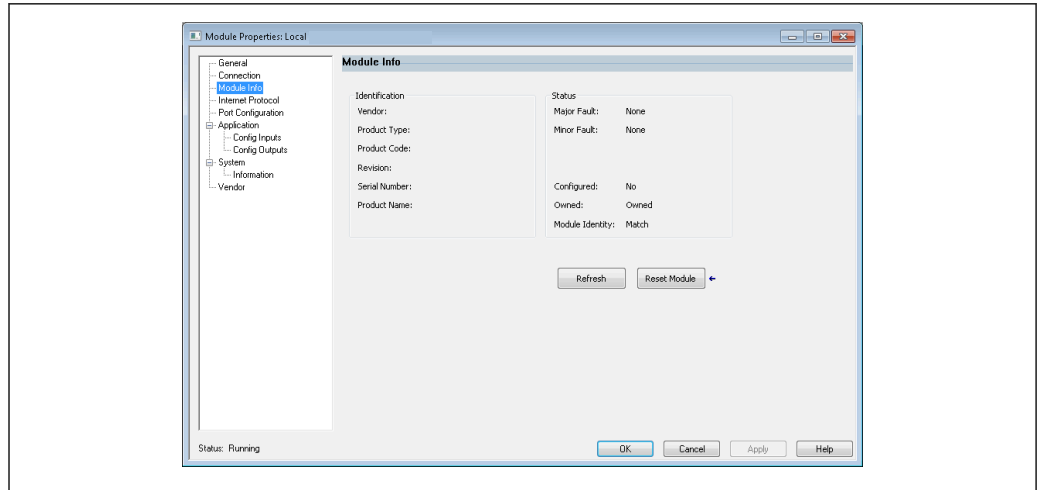 Module Properties: Local
General
Connection
Module Info
Internet Protocol
Port Configuration
Application
Config Inputs
Config Outputs
System
Information
Vendor
Module Info
Identification
Vendor:
Product Type:
Product Code:
Revision:
Serial Number:
Product Name:
Status
Major Fault: None
Minor Fault: None
Configured: No
Owned: Owned
Module Identity: Match
Refresh Reset Module
Status: Running
OK Cancel Apply Help